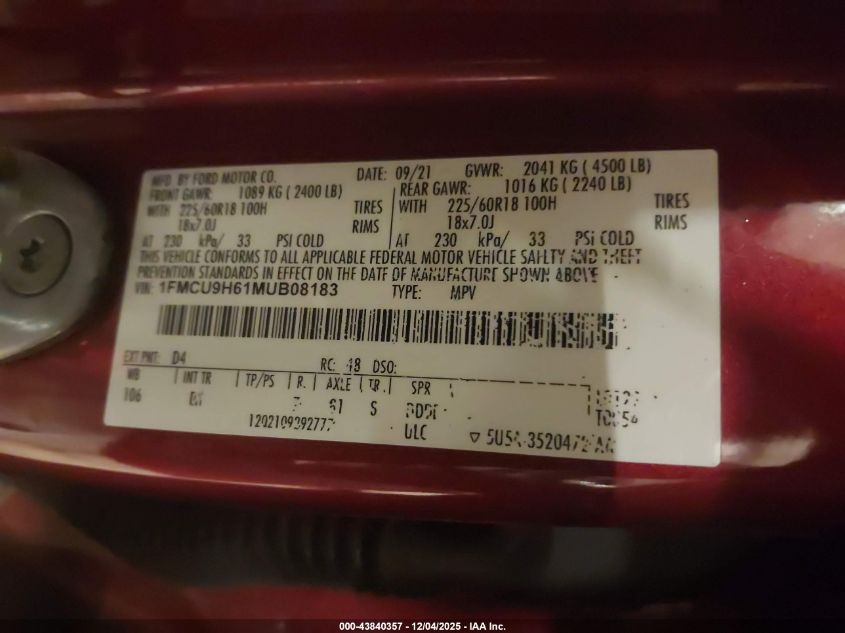 MFD BY FORD MOTOR CO. DATE: 09/21 GVWR: 2041 KG ( 4500 LB)
FRONT GAWR: 1089 KG ( 2400 LB) REAR GAWR: 1016 KG ( 2240 LB)
WITH 225/60R18 100H TIRES WITH 225/60R18 100H TIRES
18x7.0J RIMS 18x7.0J RIMS
AT 230 kPa/ 33 PSI COLD AT 230 kPa/ 33 PSI COLD
THIS VEHICLE CONFORMS TO ALL APPLICABLE FEDERAL MOTOR VEHICLE SAFETY AND THEFT
PREVENTION STANDARDS IN EFFECT ON THE DATE OF MANUFACTURE SHOWN ABOVE
VIN: 1FMCU9H61MUB08183 TYPE: MPV
EXT PNT: D4 RC: 48 DSO:
WB INT TR TP/PS R. AXLE TR. SPR
106 61 S
ULC
000-43840357 - 12/04/2025 - IAA Inc.